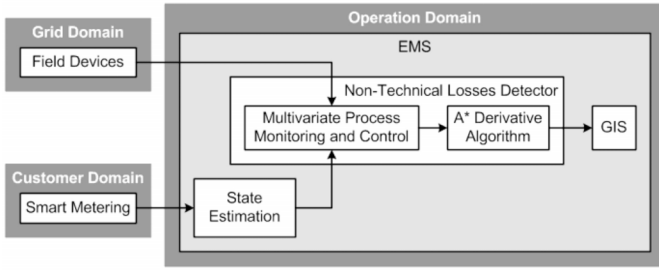 Grid Domain
Field Devices
Customer Domain
Smart Metering
Operation Domain
EMS
Non-Technical Losses Detector
Multivariate Process
Monitoring and Control
A* Derivative
Algorithm
GIS
State
Estimation